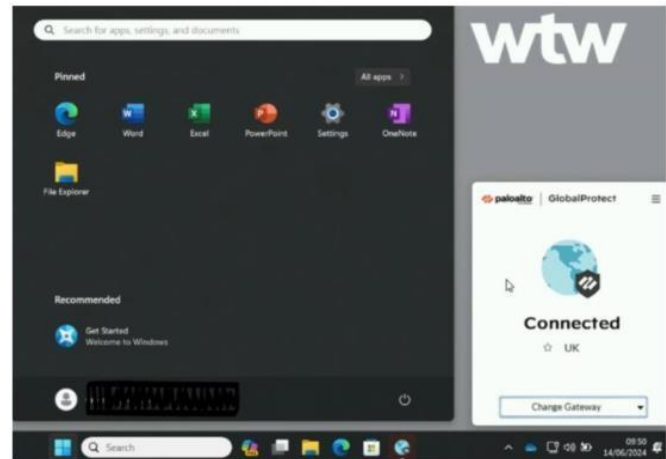 Search for apps, settings, and documents
wtw
Pinned
All apps >
Edge
Word
Excel
PowerPoint
Settings
OneNote
File Explorer
paloalto | GlobalProtect
Connected
UK
Change Gateway
Recommended
Get Started
Welcome to Windows
Search
09:50
14/06/2024